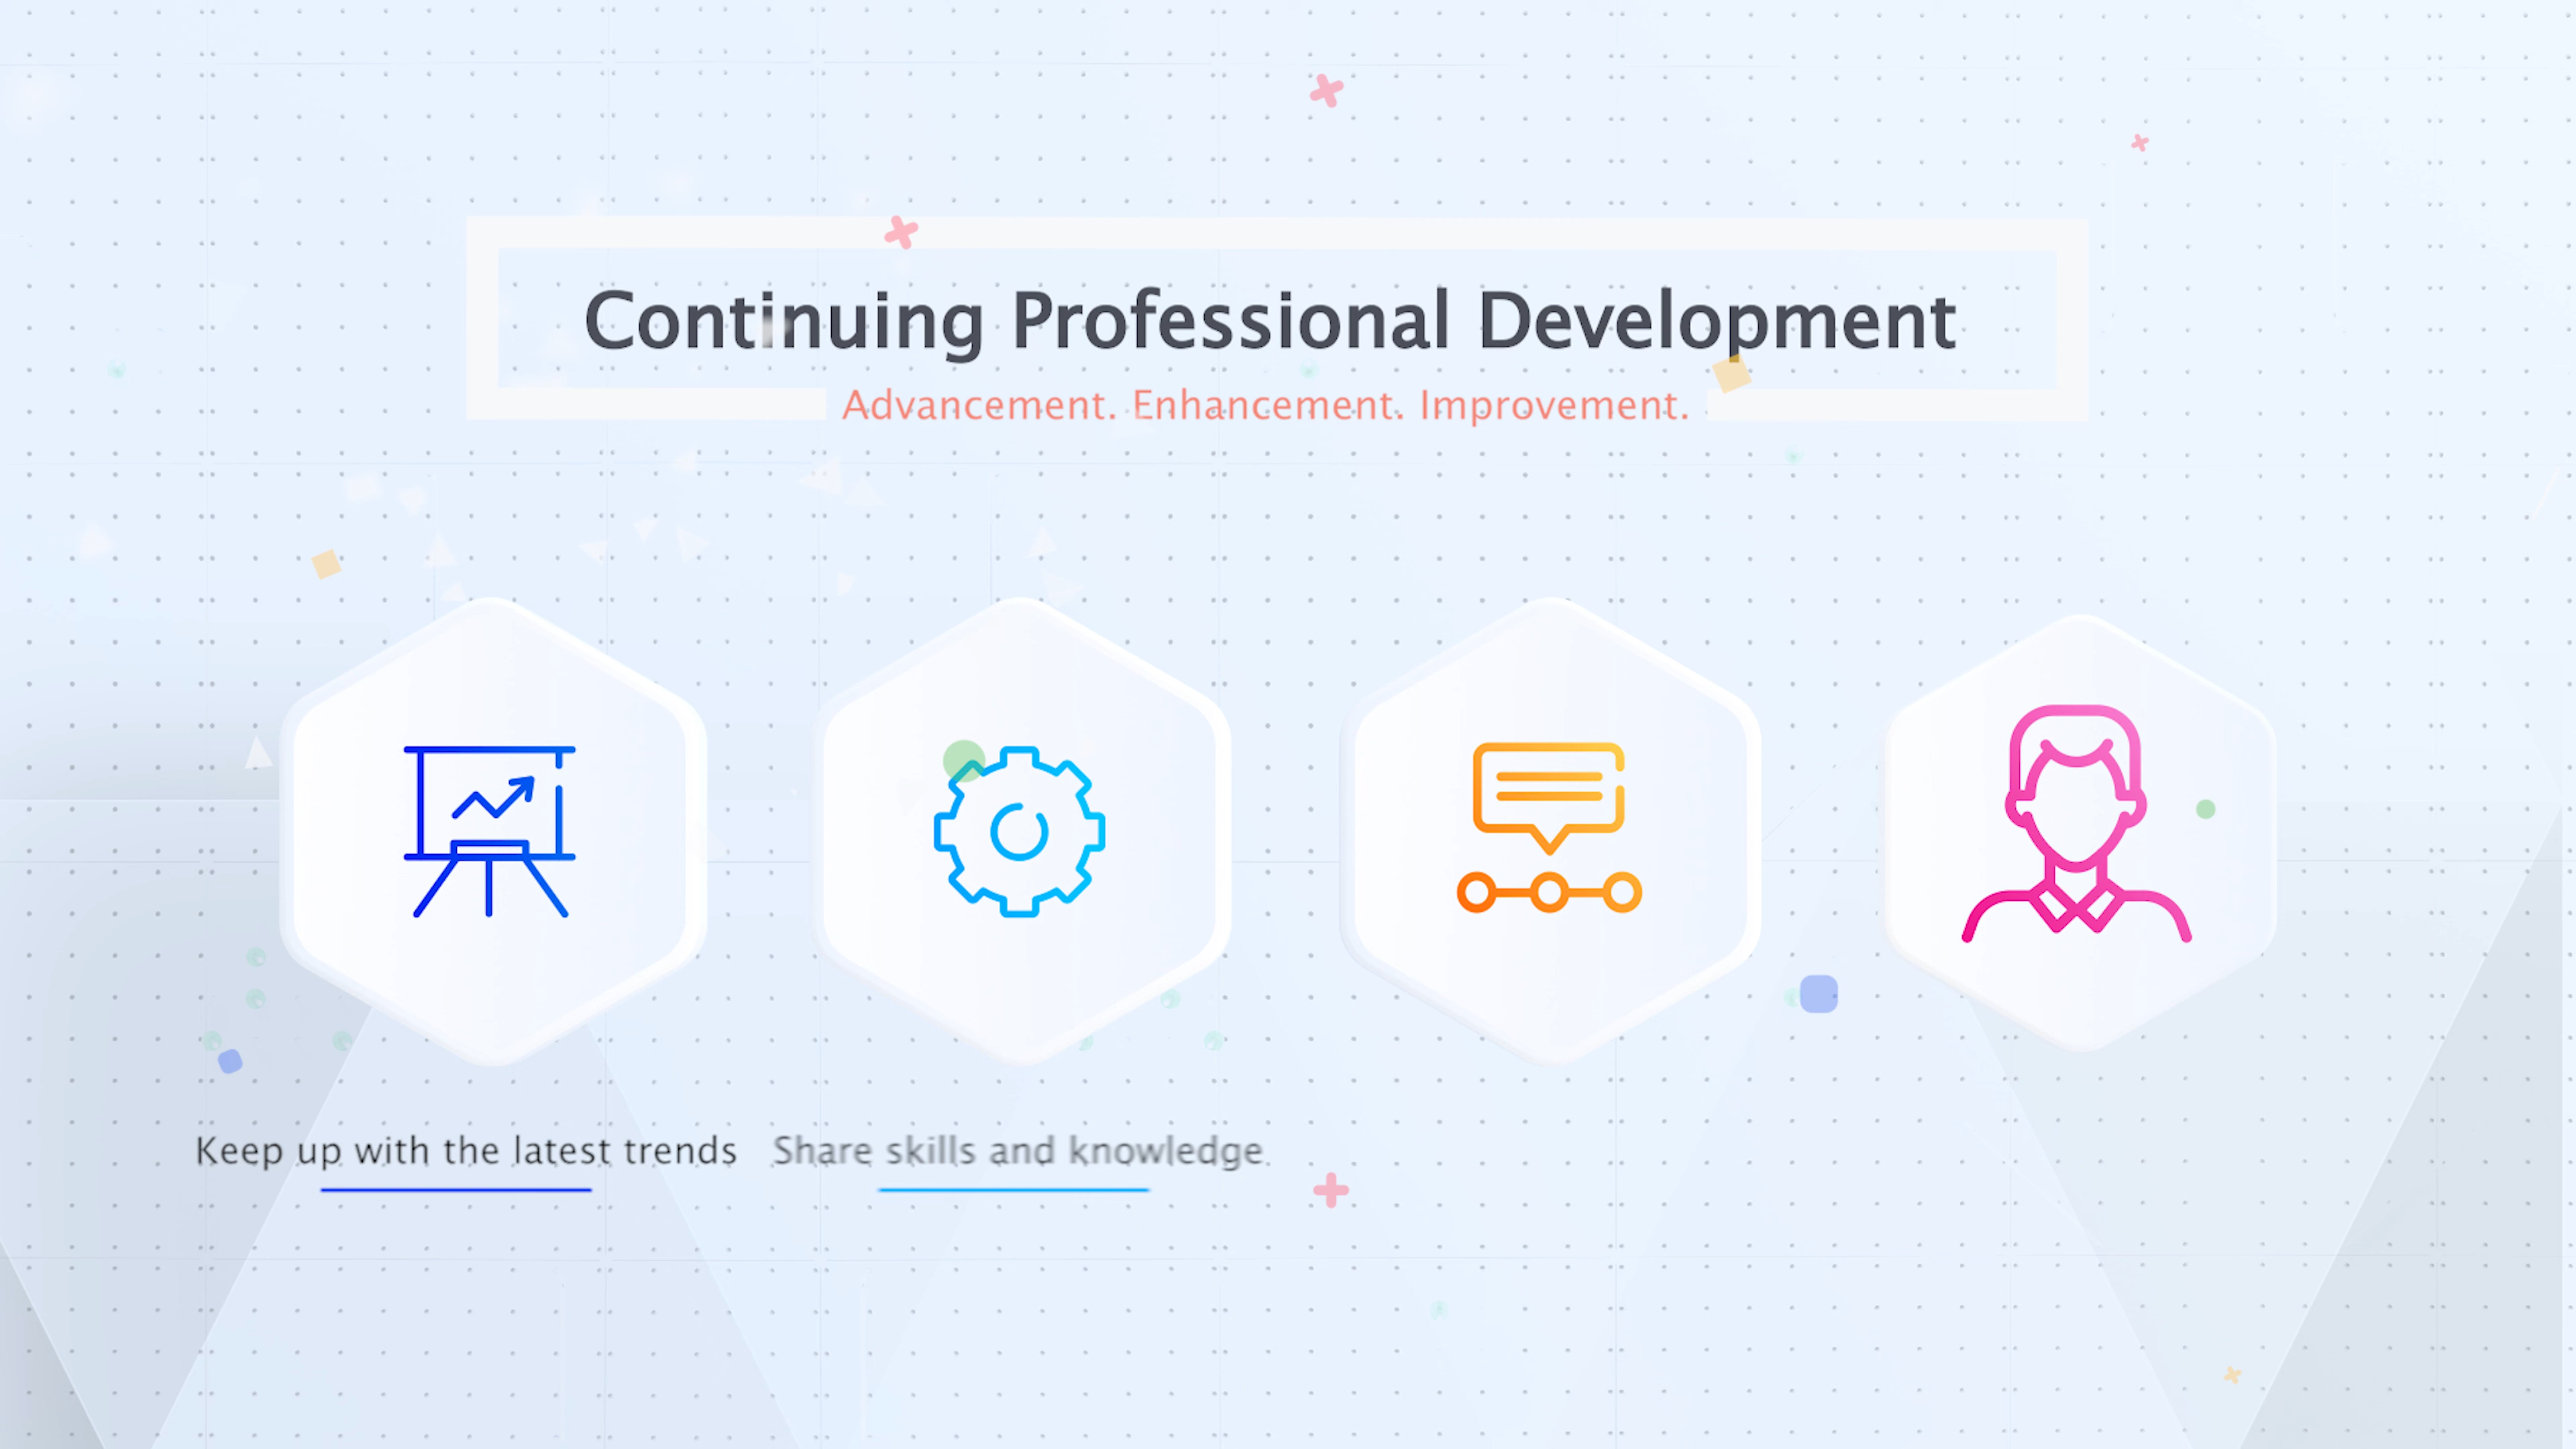 Continuing Professional Development
Advancement. Enhancement. Improvement.
Keep up with the latest trends
Share skills and knowledge